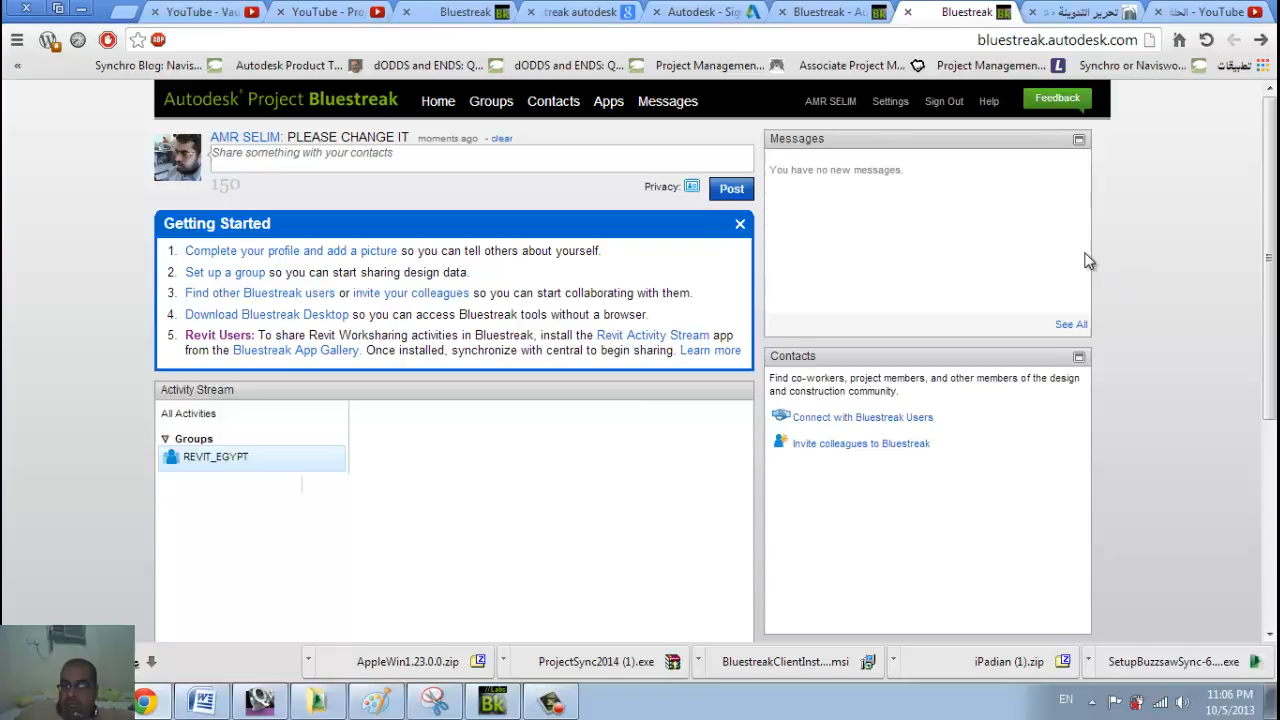 YouTube - Vau
YouTube - Pro
Bluestreak
treak autodesk
Autodesk - Sig
Bluestreak - Au
Bluestreak
تحرير التدوينة
YouTube - الحلقة
bluestreak.autodesk.com
«
Synchro Blog: Navis...
Autodesk Product T...
dODDS and ENDS: Q...
dODDS and ENDS: Q...
Project Managemen...
Associate Project M...
Project Managemen...
Synchro or Naviswo...
تطبيقات
Autodesk® Project Bluestreak
Home Groups Contacts Apps Messages
AMR SELIM Settings Sign Out Help Feedback
AMR SELIM: PLEASE CHANGE IT moments ago - clear
Share something with your contacts
150
Privacy: Post
Getting Started
1. Complete your profile and add a picture so you can tell others about yourself.
2. Set up a group so you can start sharing design data.
3. Find other Bluestreak users or invite your colleagues so you can start collaborating with them.
4. Download Bluestreak Desktop so you can access Bluestreak tools without a browser.
5. Revit Users: To share Revit Worksharing activities in Bluestreak, install the Revit Activity Stream app
from the Bluestreak App Gallery. Once installed, synchronize with central to begin sharing. Learn more
Activity Stream
All Activities
Groups
REVIT_EGYPT
Messages
You have no new messages.
See All
Contacts
Find co-workers, project members, and other members of the design
and construction community.
Connect with Bluestreak Users
Invite colleagues to Bluestreak
AppleWin1.23.0.0.zip
ProjectSync2014 (1).exe
BluestreakClientInst....msi
iPadian (1).zip
SetupBuzzsawSync-6....exe
//Labs
Bk
EN
11:06 PM
10/5/2013